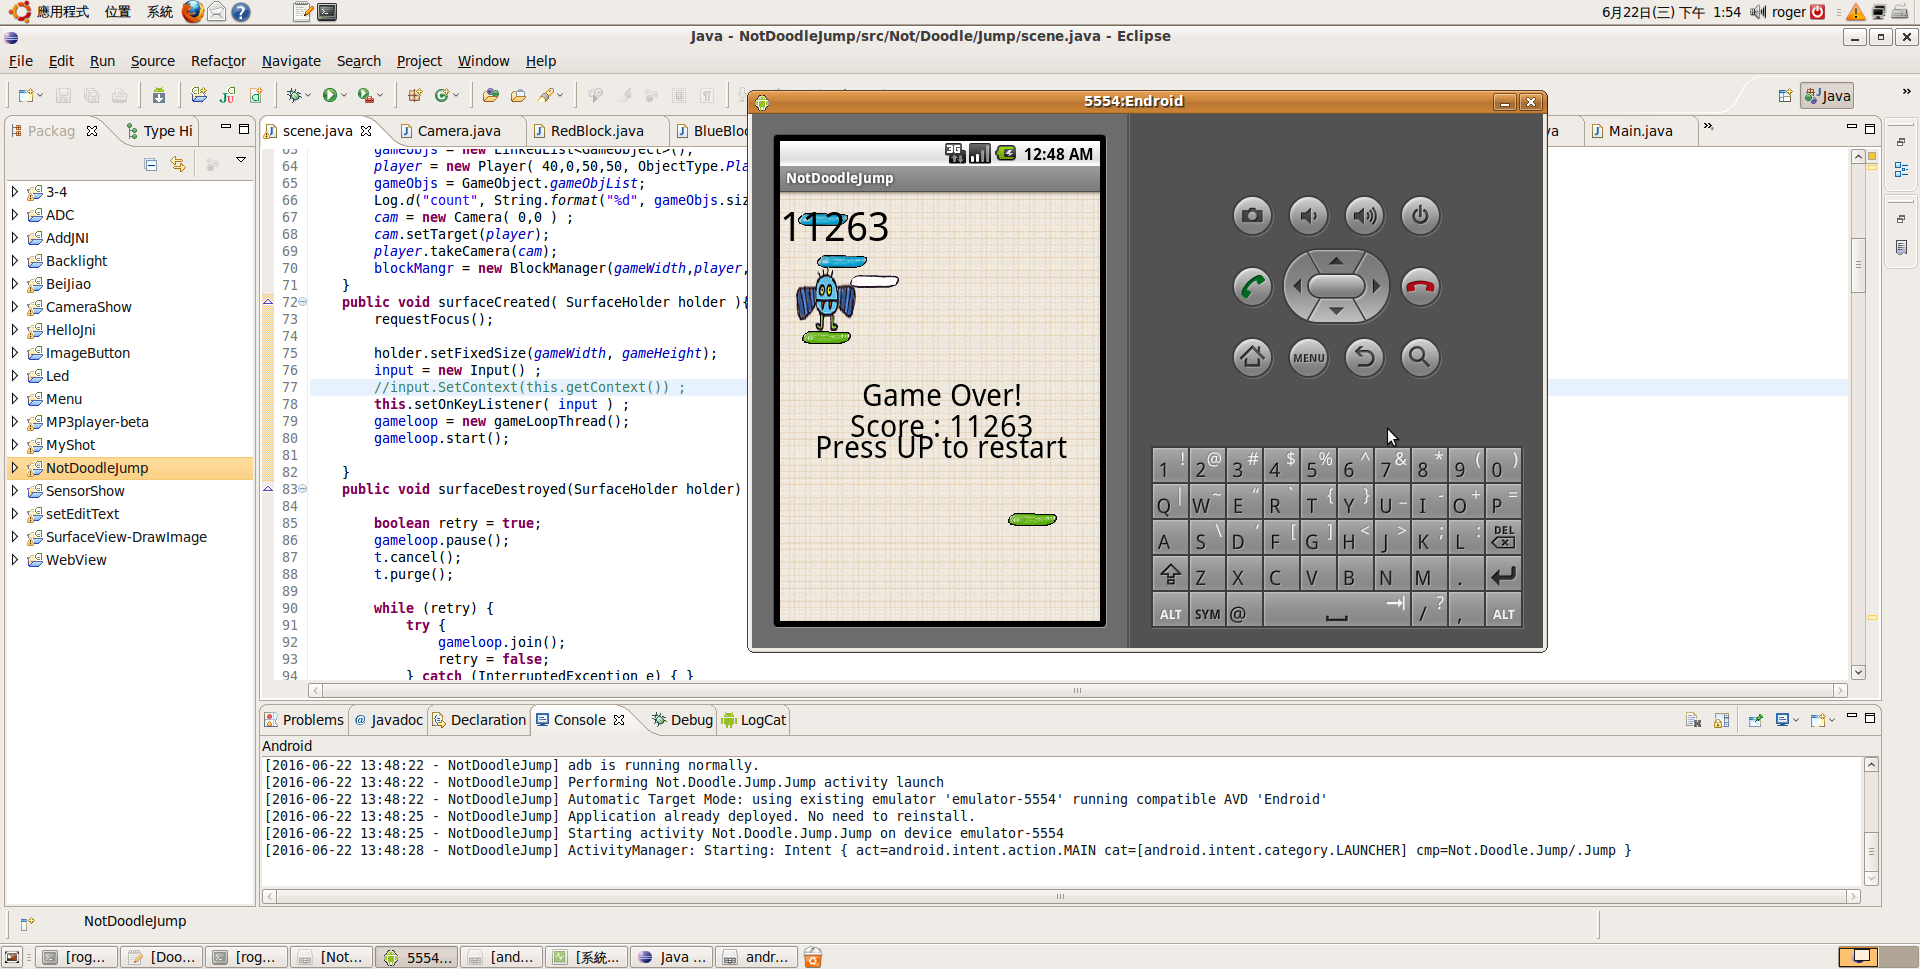 應用程式 位置 系統
6月22日(三) 下午 1:54 roger
Java - NotDoodleJump/src/Not/Doodle/Jump/scene.java - Eclipse
File Edit Run Source Refactor Navigate Search Project Window Help
Java »
5554:Endroid
Packag Type Hi
scene.java Camera.java RedBlock.java BlueBlo
va Main.java »
3-4
ADC
AddJNI
Backlight
BeiJiao
CameraShow
HelloJni
ImageButton
Led
Menu
MP3player-beta
MyShot
NotDoodleJump
SensorShow
setEditText
SurfaceView-DrawImage
WebView
63 gameObjs = new LinkedList<GameObject>();
64 player = new Player( 40,0,50,50, ObjectType.Pla
65 gameObjs = GameObject.gameObjList;
66 Log.d("count", String.format("%d", gameObjs.siz
67 cam = new Camera( 0,0 ) ;
68 cam.setTarget(player);
69 player.takeCamera(cam);
70 blockMangr = new BlockManager(gameWidth,player,
71 }
72 public void surfaceCreated( SurfaceHolder holder ){
73 requestFocus();
74
75 holder.setFixedSize(gameWidth, gameHeight);
76 input = new Input() ;
77 //input.SetContext(this.getContext()) ;
78 this.setOnKeyListener( input ) ;
79 gameloop = new gameLoopThread();
80 gameloop.start();
81
82 }
83 public void surfaceDestroyed(SurfaceHolder holder)
84
85 boolean retry = true;
86 gameloop.pause();
87 t.cancel();
88 t.purge();
89
90 while (retry) {
91 try {
92 gameloop.join();
93 retry = false;
94 } catch (InterruptedException e) { }
3G 12:48 AM
NotDoodleJump
11263
Game Over!
Score : 11263
Press UP to restart
MENU
1 ! 2 @ 3 # 4 $ 5 % 6 ^ 7 & 8 * 9 ( 0 )
Q | W ~ E “ R ` T { Y } U _ I - O + P =
A S \ D ‘ F [ G ] H < J > K ; L : DEL
Z X C V B N M .
ALT SYM @ / ? , ALT
Problems @ Javadoc Declaration Console Debug LogCat
Android
[2016-06-22 13:48:22 - NotDoodleJump] adb is running normally.
[2016-06-22 13:48:22 - NotDoodleJump] Performing Not.Doodle.Jump.Jump activity launch
[2016-06-22 13:48:22 - NotDoodleJump] Automatic Target Mode: using existing emulator 'emulator-5554' running compatible AVD 'Endroid'
[2016-06-22 13:48:25 - NotDoodleJump] Application already deployed. No need to reinstall.
[2016-06-22 13:48:25 - NotDoodleJump] Starting activity Not.Doodle.Jump.Jump on device emulator-5554
[2016-06-22 13:48:28 - NotDoodleJump] ActivityManager: Starting: Intent { act=android.intent.action.MAIN cat=[android.intent.category.LAUNCHER] cmp=Not.Doodle.Jump/.Jump }
NotDoodleJump
[rog... [Doo... [rog... [Not... 5554... [and... [系統... Java ... andr...